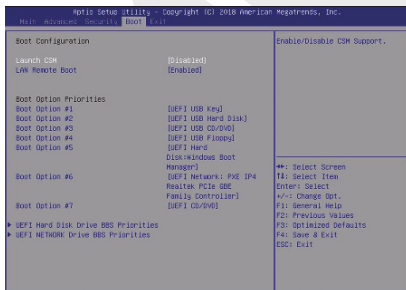 Aptio Setup Utility - Copyright (C) 2018 American Megatrends, Inc.
Main Advanced Security Boot Exit
Boot Configuration
Launch CSM [Disabled]
LAN Remote Boot [Enabled]
Boot Option Priorities
Boot Option #1 [UEFI USB Key]
Boot Option #2 [UEFI USB Hard Disk]
Boot Option #3 [UEFI USB CD/DVD]
Boot Option #4 [UEFI USB Floppy]
Boot Option #5 [UEFI Hard
Disk:Windows Boot
Manager]
Boot Option #6 [UEFI Network: PXE IP4
Realtek PCIe GBE
Family Controller]
Boot Option #7 [UEFI CD/DVD]
UEFI Hard Disk Drive BBS Priorities
UEFI NETWORK Drive BBS Priorities
Enable/Disable CSM Support.
→←: Select Screen
↑↓: Select Item
Enter: Select
+/-: Change Opt.
F1: General Help
F2: Previous Values
F3: Optimized Defaults
F4: Save & Exit
ESC: Exit